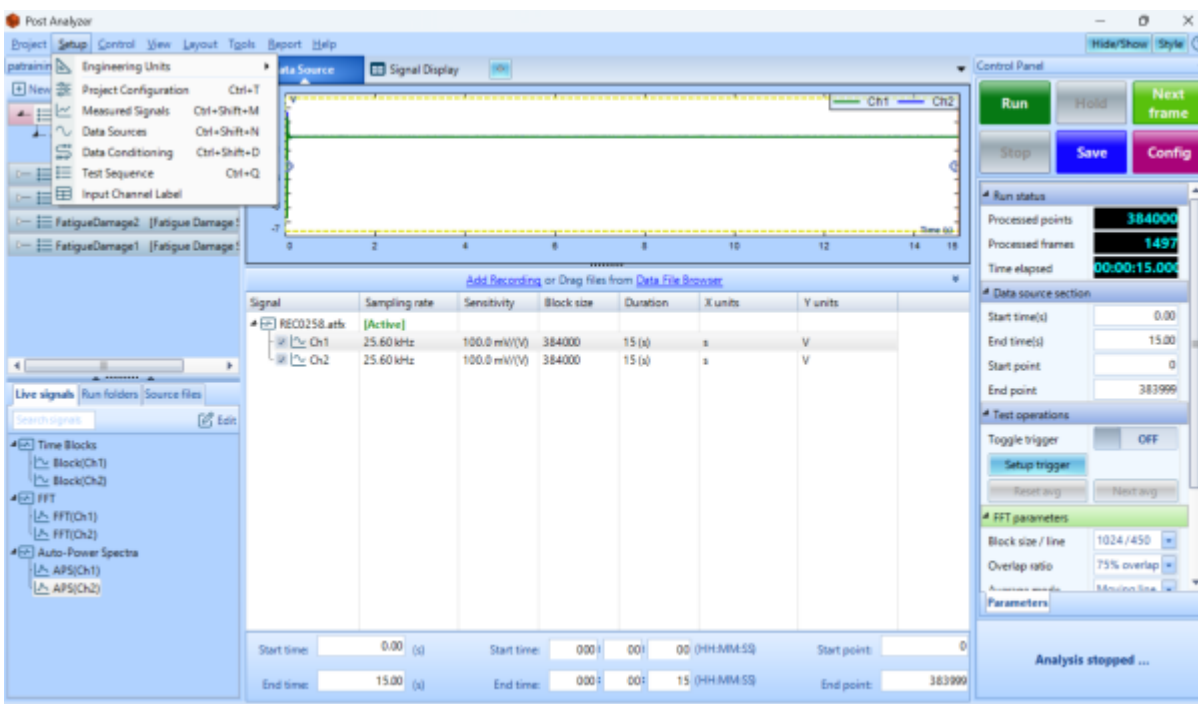 Post Analyzer
Project Setup Control View Layout Tools Report Help
Hide/Show Style
Engineering Units
Project Configuration Ctrl+T
Measured Signals Ctrl+Shift+M
Data Sources Ctrl+Shift+N
Data Conditioning Ctrl+Shift+D
Test Sequence Ctrl+Q
Input Channel Label
New
FatigueDamage2 [Fatigue Damage
FatigueDamage1 [Fatigue Damage
Live signals Run folders Source files
Search signals Edit
Time Blocks
Block(Ch1)
Block(Ch2)
FFT
FFT(Ch1)
FFT(Ch2)
Auto-Power Spectra
APS(Ch1)
APS(Ch2)
Data Source Signal Display
Ch1 Ch2
Time (s)
0 2 4 6 8 10 12 14 15
Add Recording or Drag files from Data File Browser
Signal Sampling rate Sensitivity Block size Duration X units Y units
REC0258.atfx [Active]
Ch1 25.60 kHz 100.0 mV/(V) 384000 15 (s) s V
Ch2 25.60 kHz 100.0 mV/(V) 384000 15 (s) s V
Start time: 0.00 (s) Start time: 000: 00: 00 (HH:MM:SS) Start point: 0
End time: 15.00 (s) End time: 000: 00: 15 (HH:MM:SS) End point: 383999
Control Panel
Run Hold Next frame
Stop Save Config
Run status
Processed points 384000
Processed frames 1497
Time elapsed 00:00:15.000
Data source section
Start time(s) 0.00
End time(s) 15.00
Start point 0
End point 383999
Test operations
Toggle trigger OFF
Setup trigger
Reset avg Next avg
FFT parameters
Block size / line 1024/450
Overlap ratio 75% overlap
Average mode Moving line
Parameters
Analysis stopped ...